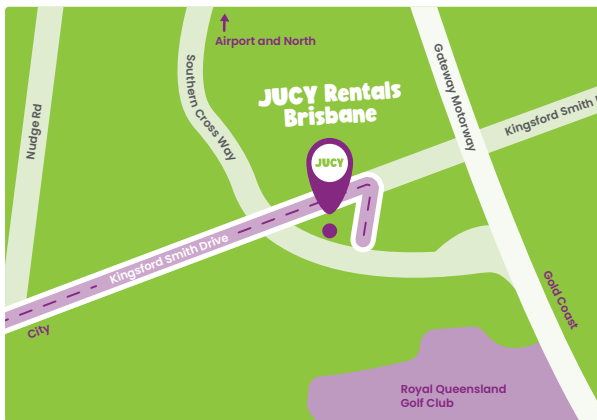 Airport and North
JUCY Rentals
Brisbane
JUCY
Nudge Rd
Southern Cross Way
Gateway Motorway
Kingsford Smith
Kingsford Smith Drive
City
Gold Coast
Royal Queensland
Golf Club